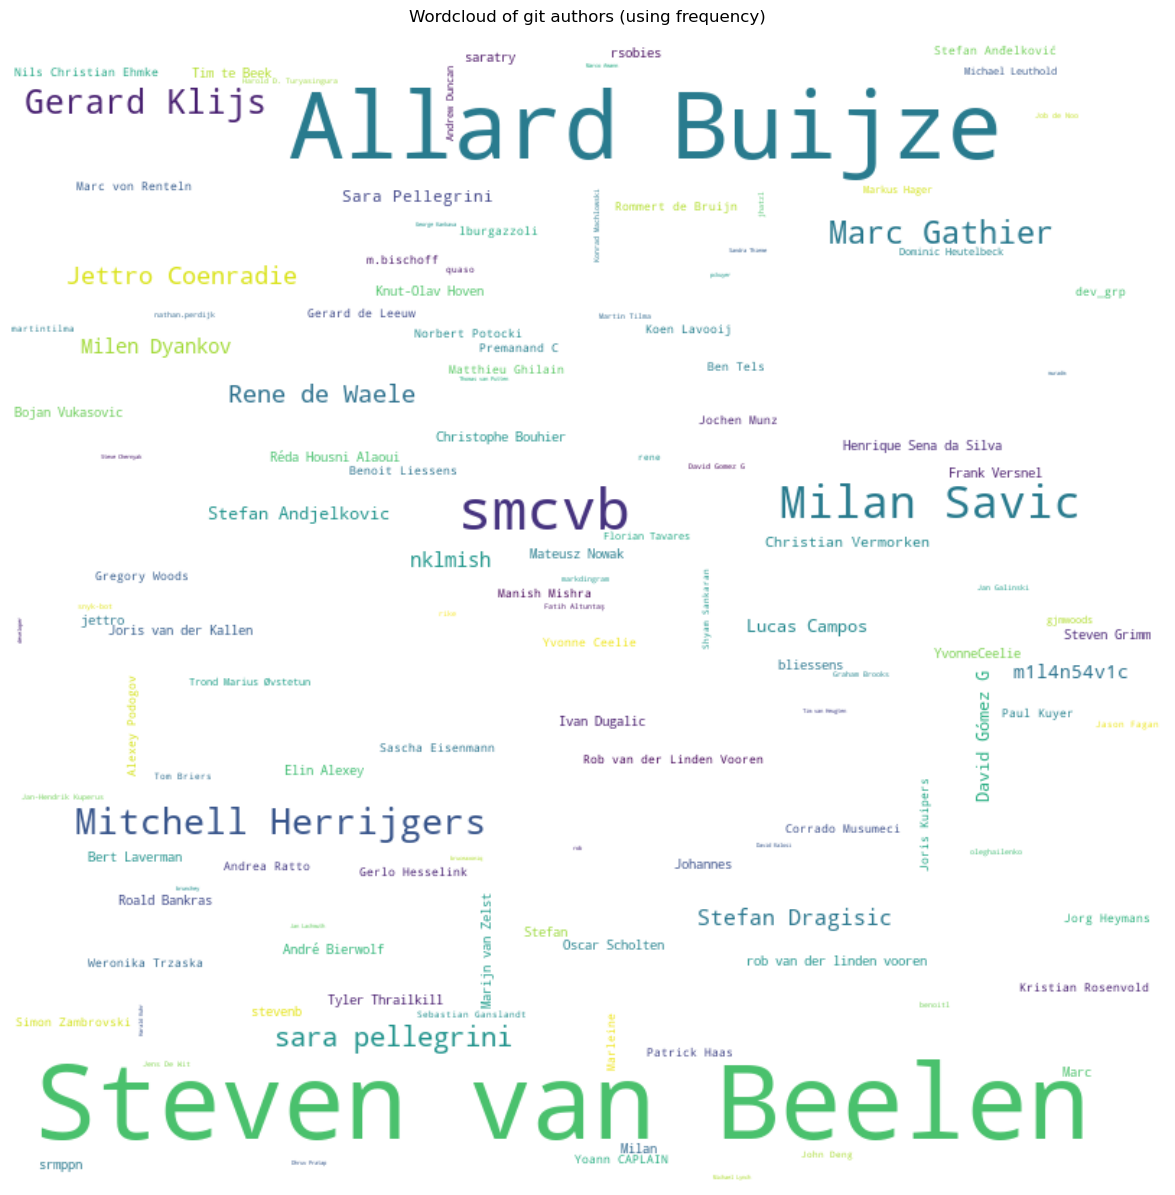 Wordcloud of git authors (using frequency)
saratry
rsobies
Stefan Anđelković
Nils Christian Ehmke
Tim te Beek
Michael Leuthold
Harold D. Turyasingura
Gerard Klijs
Andrew Duncan
Allard Buijze
Job de Noo
Marc von Renteln
Sara Pellegrini
Konrad Machlowski
Rommert de Bruijn
jhatzl
Markus Hager
lburgazzoli
Marc Gathier
Dominic Heutelbeck
m.bischoff
quaso
Jettro Coenradie
Knut-Olav Hoven
dev_grp
nathan.perdijk
Gerard de Leeuw
Martin Tilma
martintilma
Norbert Potocki
Koen Lavooij
Milen Dyankov
Premanand C
Matthieu Ghilain
Ben Tels
Rene de Waele
Bojan Vukasovic
Jochen Munz
Christophe Bouhier
Henrique Sena da Silva
Réda Housni Alaoui
rene
Benoit Liessens
David Gomez G
Frank Versnel
smcvb
Milan Savic
Stefan Andjelkovic
Florian Tavares
Christian Vermorken
nklmish
Mateusz Nowak
Gregory Woods
markdingram
Shyam Sankaran
Jan Galinski
Manish Mishra
Fatih Altuntaş
snyk-bot
jettro
Joris van der Kallen
developer
Lucas Campos
gjmwoods
Steven Grimm
Yvonne Ceelie
YvonneCeelie
bliessens
Graham Brooks
m1l4n54v1c
Trond Marius Øvstetun
Alexey Podogov
David Gómez G
Ivan Dugalic
Paul Kuyer
Jason Fagan
Sascha Eisenmann
Rob van der Linden Vooren
Elin Alexey
Tom Briers
Jan-Hendrik Kuperus
Mitchell Herrijgers
Joris Kuipers
Corrado Musumeci
Bert Laverman
Andrea Ratto
Gerlo Hesselink
Johannes
oleghailenko
Roald Bankras
Marijn van Zelst
Stefan Dragisic
Jorg Heymans
Stefan
Oscar Scholten
André Bierwolf
Weronika Trzaska
rob van der linden vooren
Kristian Rosenvold
Tyler Thrailkill
benoitl
stevenb
Sebastian Ganslandt
Simon Zambrovski
sara pellegrini
Marleine
Patrick Haas
Jens De Wit
Marc
Steven van Beelen
Milan
John Deng
Yoann CAPLAIN
srmppn